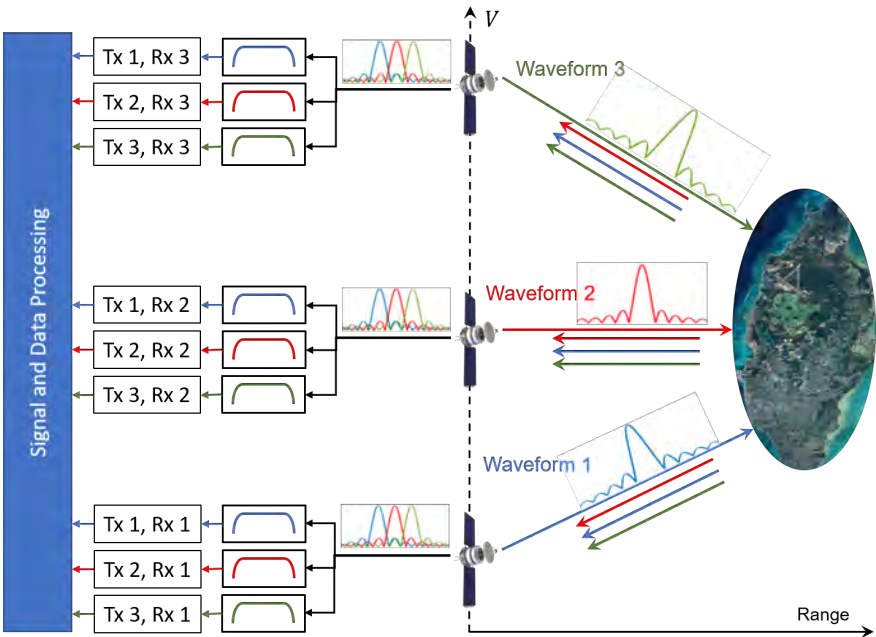 V
Tx 1, Rx 3
Tx 2, Rx 3
Tx 3, Rx 3
Waveform 3
Signal and Data Processing
Tx 1, Rx 2
Tx 2, Rx 2
Tx 3, Rx 2
Waveform 2
Waveform 1
Tx 1, Rx 1
Tx 2, Rx 1
Tx 3, Rx 1
Range